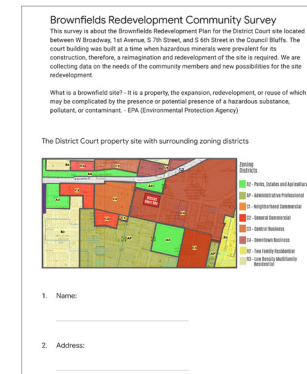 Brownfields Redevelopment Community Survey
This survey is about the Brownfields Redevelopment Plan for the District Court site located
between W Broadway, 1st Avenue, S 7th Street, and S 6th Street in the Council Bluffs. The
court building was built at a time when hazardous minerals were prevalent for its
construction, therefore, a reimagination and redevelopment of the site is required. We are
collecting data on the needs of the community members and new possibilities for the site
redevelopment.
What is a brownfield site? - It is a property, the expansion, redevelopment, or reuse of which
may be complicated by the presence or potential presence of a hazardous substance,
pollutant, or contaminant. - EPA (Environmental Protection Agency)
The District Court property site with surrounding zoning districts
Zoning
Districts
A2 - Parks, Estates and Agriculture
AP - Administrative Professional
C1 - Neighborhood Commercial
C2 - General Commercial
C3 - Central Business
C4 - Downtown Business
R2 - Two Family Residential
R3 - Low Density Multifamily
Residential
1. Name:
2. Address: